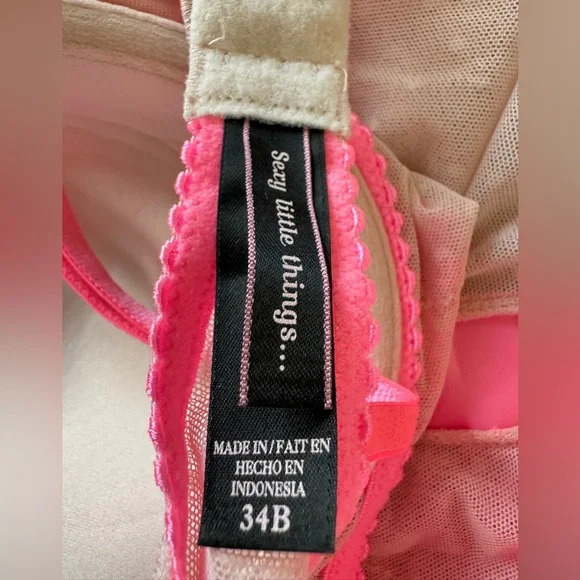 Sexy little things...
MADE IN/FAIT EN
HECHO EN
INDONESIA
34B